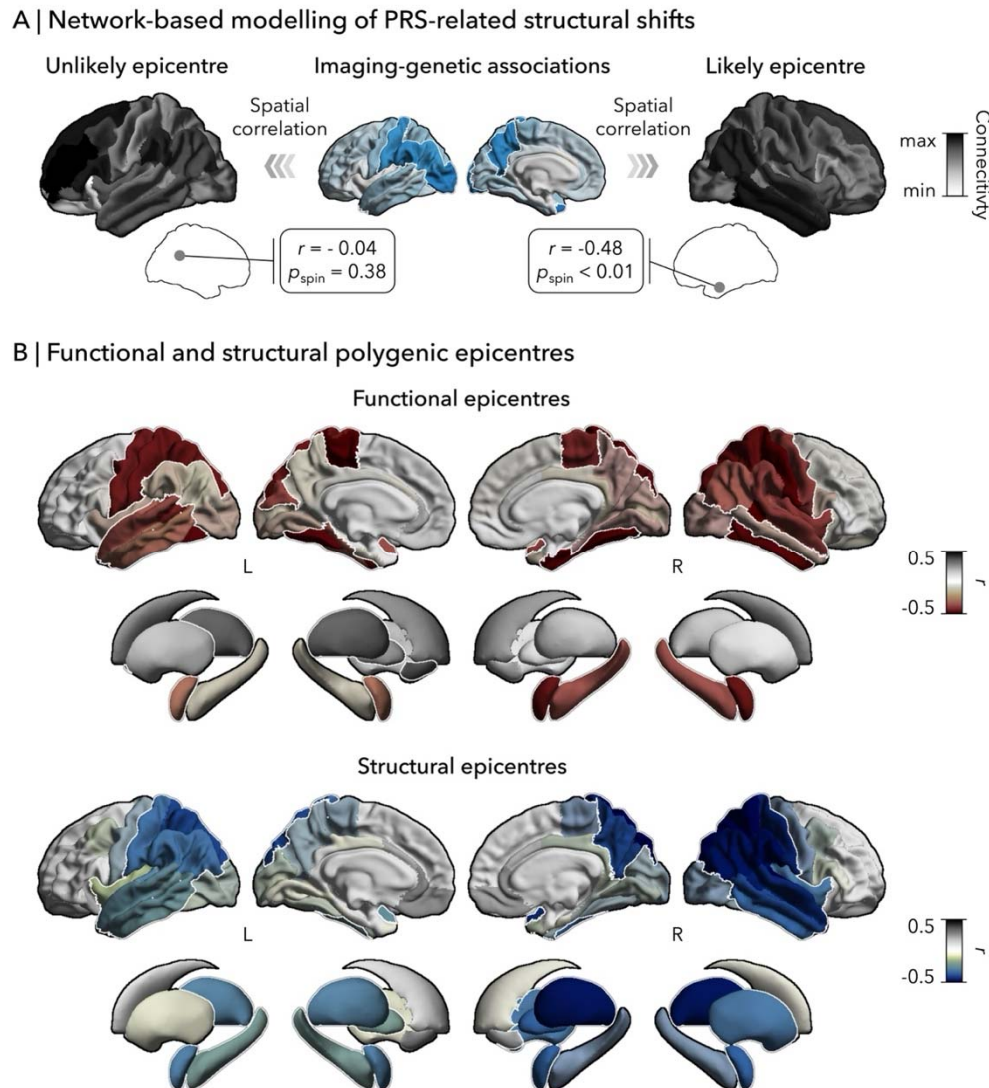 A | Network-based modelling of PRS-related structural shifts
Unlikely epicentre
Imaging-genetic associations
Likely epicentre
Spatial
correlation
Spatial
correlation
max
min
Connecitivty
r = - 0.04
pspin = 0.38
r = -0.48
pspin < 0.01
B | Functional and structural polygenic epicentres
Functional epicentres
L
R
0.5
-0.5
r
Structural epicentres
L
R
0.5
-0.5
r